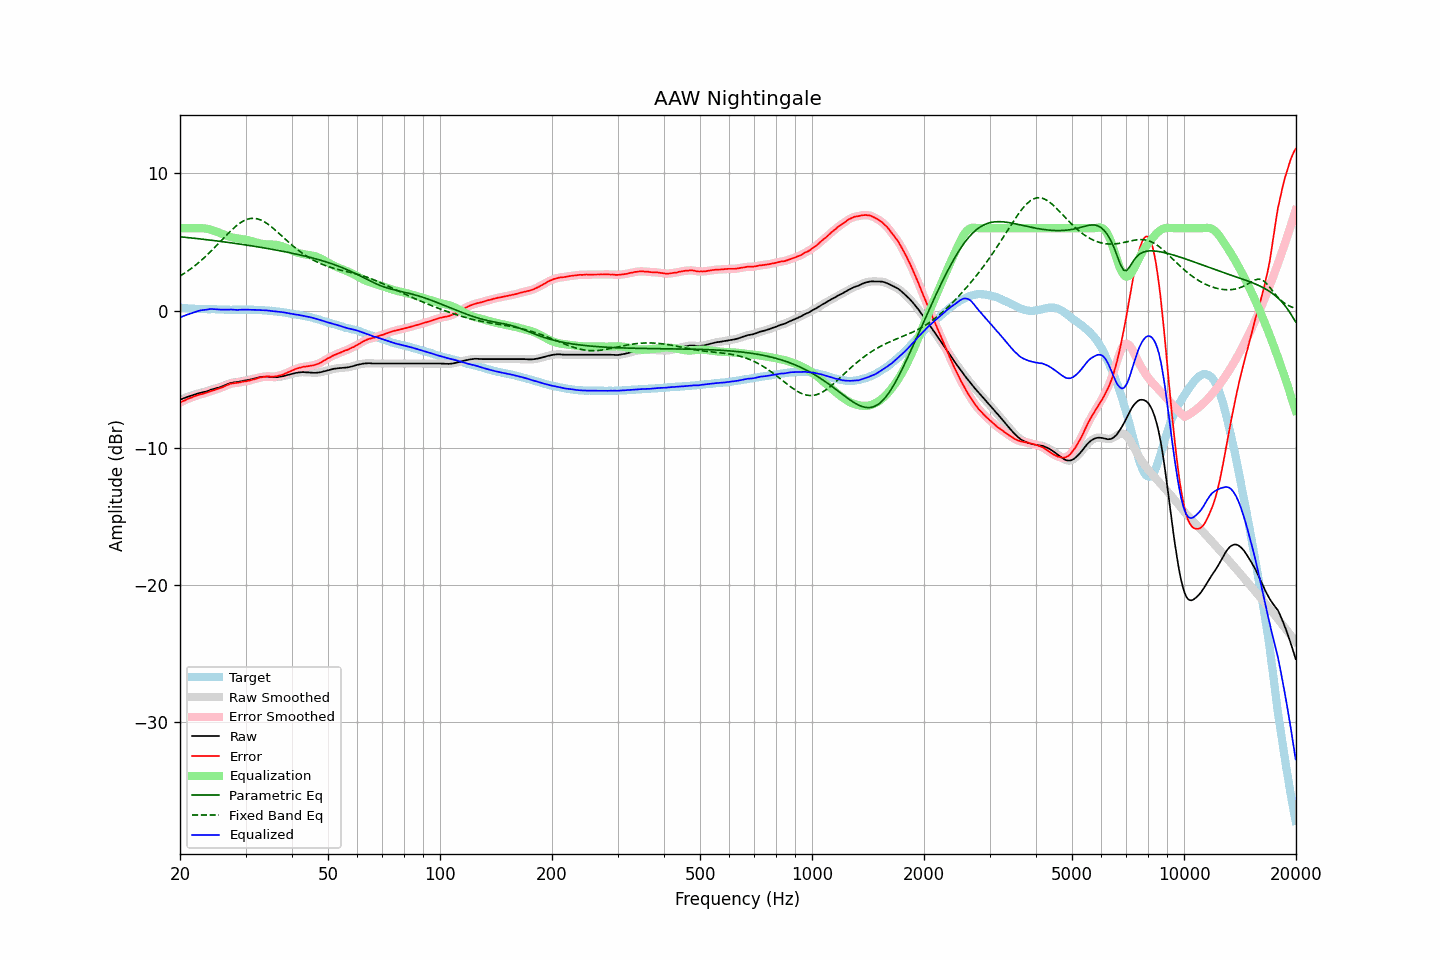 AAW Nightingale
Amplitude (dBr)
10
0
−10
−20
−30
Target
Raw Smoothed
Error Smoothed
Raw
Error
Equalization
Parametric Eq
Fixed Band Eq
Equalized
20 50 100 200 500 1000 2000 5000 10000 20000
Frequency (Hz)